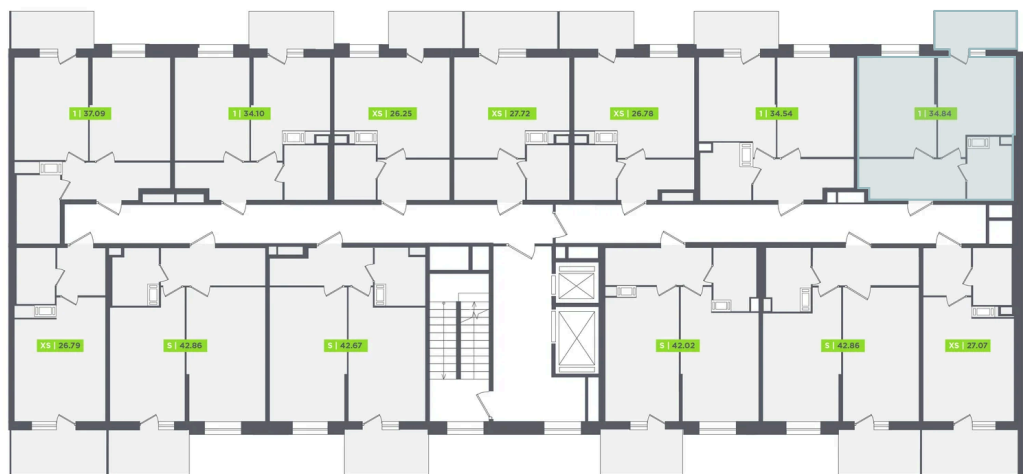 1 | 37.09
1 | 34.10
XS | 26.25
XS | 27.72
XS | 26.78
1 | 34.54
1 | 34.84
XS | 26.79
S | 42.86
S | 42.67
S | 42.02
S | 42.86
XS | 27.07